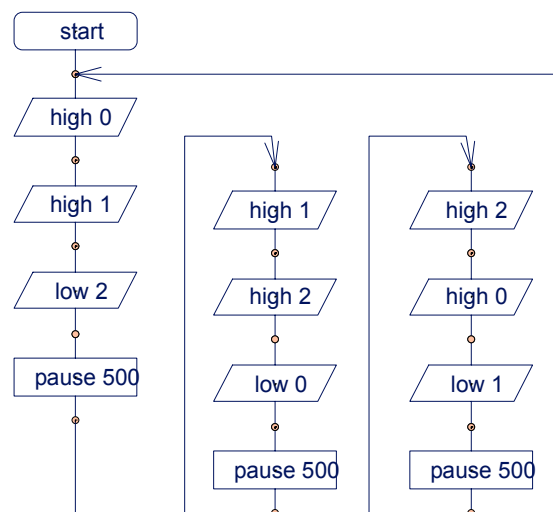 start
high 0
high 1
low 2
pause 500
high 1
high 2
low 0
pause 500
high 2
high 0
low 1
pause 500